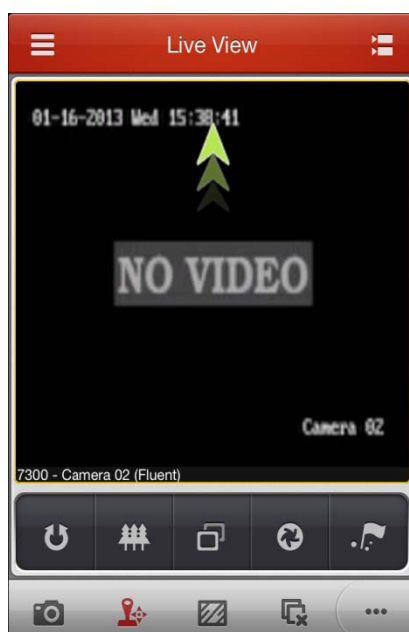 Live View
01-16-2013 Wed 15:38:41
NO VIDEO
Camera 02
7300 - Camera 02 (Fluent)